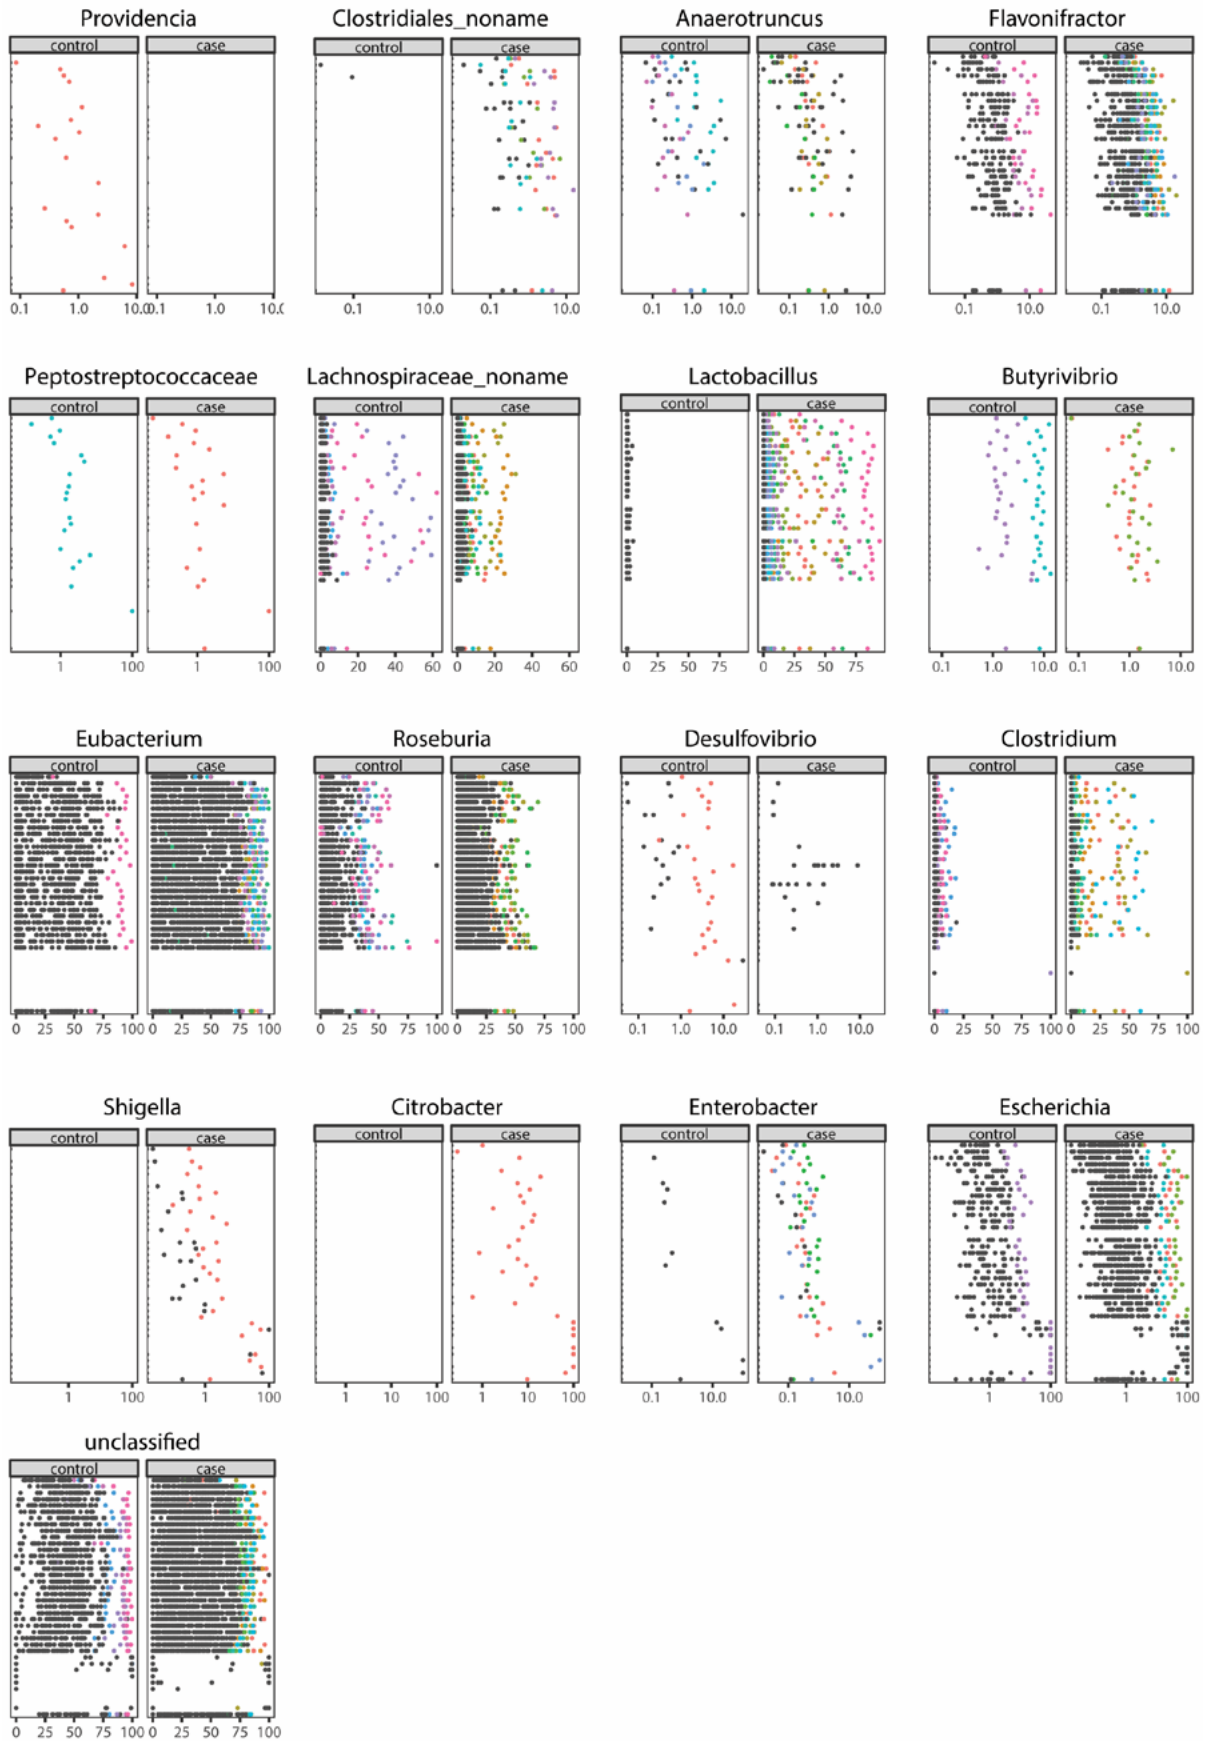 Providencia Clostridiales_noname Anaerotruncus Flavonifractor
control case control case control case control case
0.1 1.0 10.0 0.1 1.0 10.0 0.1 10.0 0.1 10.0 0.1 1.0 10.0 0.1 1.0 10.0 0.1 10.0 0.1 10.0
Peptostreptococcaceae Lachnospiraceae_noname Lactobacillus Butyrivibrio
control case control case control case control case
1 100 1 100 0 20 40 60 0 20 40 60 0 25 50 75 0 25 50 75 0.1 1.0 10.0 0.1 1.0 10.0
Eubacterium Roseburia Desulfovibrio Clostridium
control case control case control case control case
0 25 50 75 100 0 25 50 75 100 0 25 50 75 100 0 25 50 75 100 0.1 1.0 10.0 0.1 1.0 10.0 0 25 50 75 100 0 25 50 75 100
Shigella Citrobacter Enterobacter Escherichia
control case control case control case control case
1 100 1 100 1 10 100 1 10 100 0.1 10.0 0.1 10.0 1 100 1 100
unclassified
control case
0 25 50 75 100 0 25 50 75 100